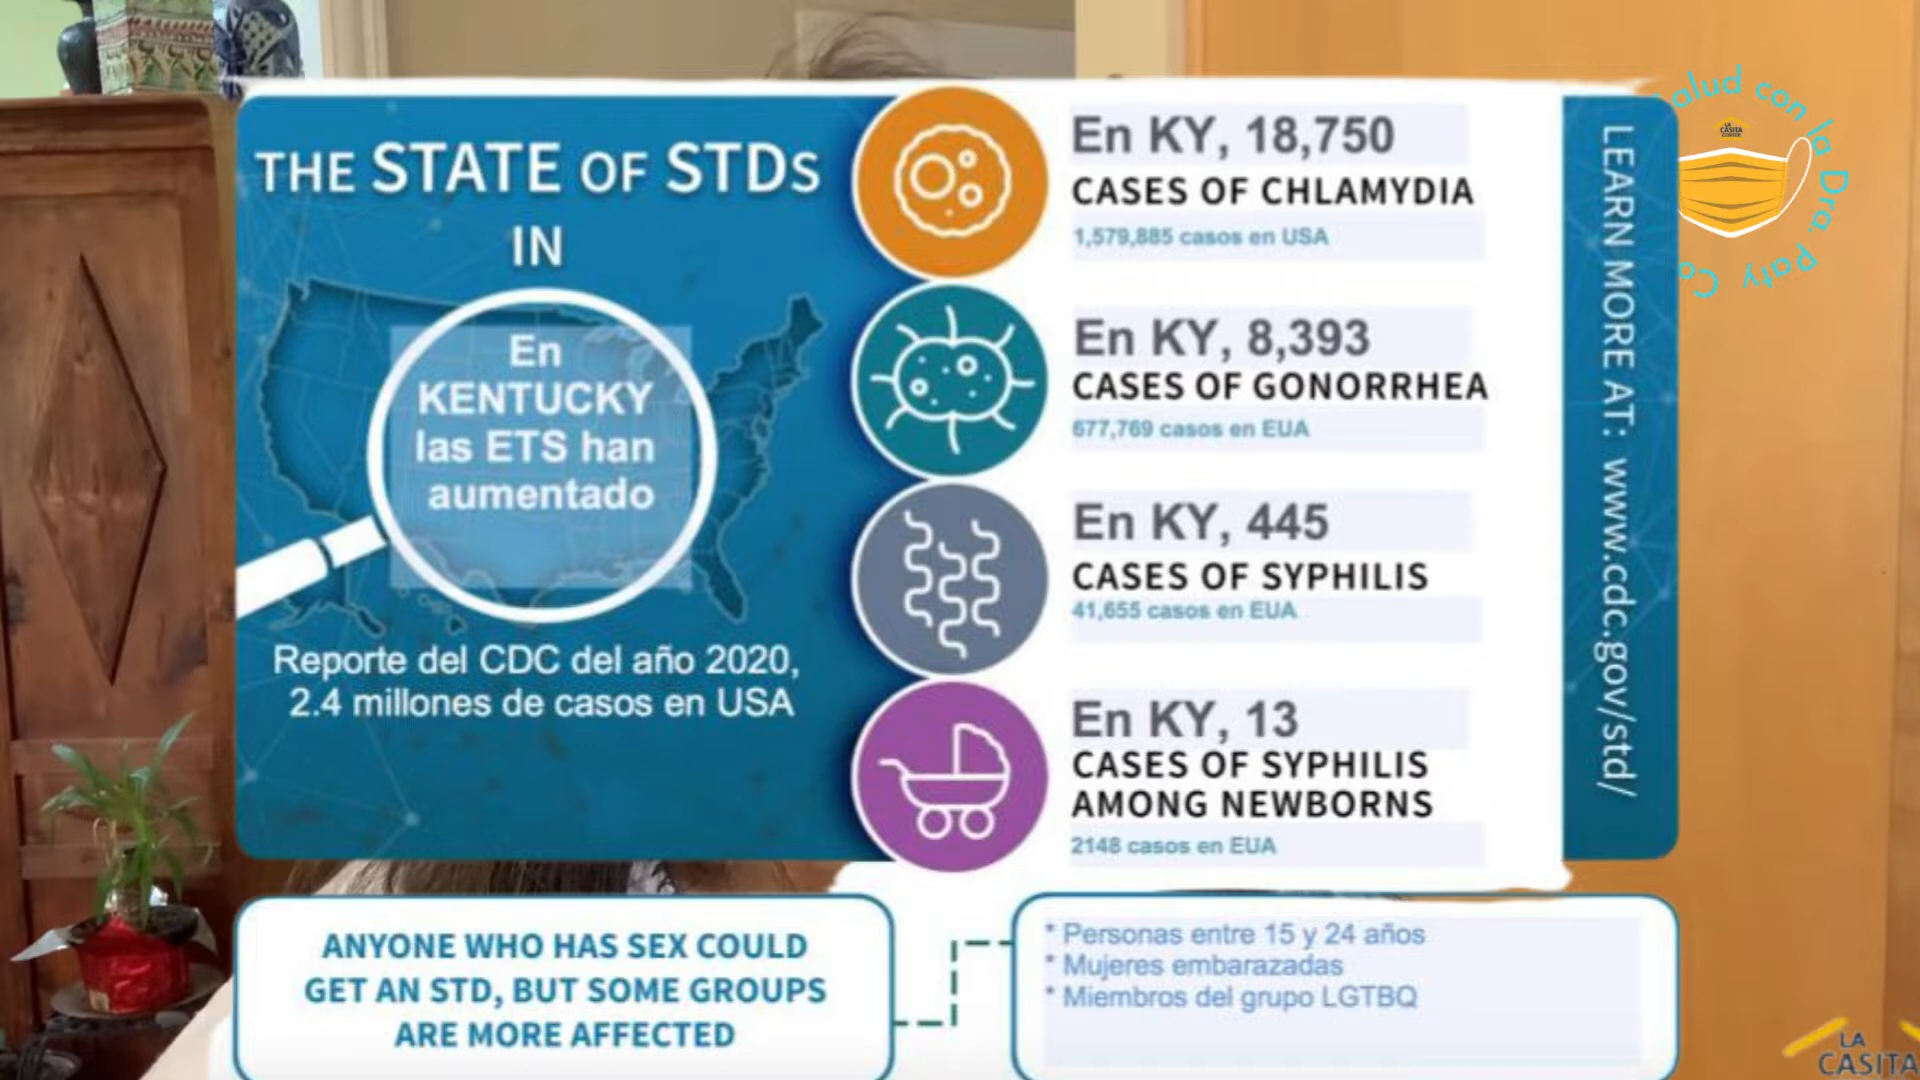 THE STATE OF STDs
IN
En
KENTUCKY
las ETS han
aumentado
Reporte del CDC del año 2020,
2.4 millones de casos en USA
En KY, 18,750
CASES OF CHLAMYDIA
1,579,885 casos en USA
En KY, 8,393
CASES OF GONORRHEA
677,769 casos en EUA
En KY, 445
CASES OF SYPHILIS
41,655 casos en EUA
En KY, 13
CASES OF SYPHILIS
AMONG NEWBORNS
2148 casos en EUA
LEARN MORE AT: www.cdc.gov/std/
ANYONE WHO HAS SEX COULD
GET AN STD, BUT SOME GROUPS
ARE MORE AFFECTED
* Personas entre 15 y 24 años
* Mujeres embarazadas
* Miembros del grupo LGTBQ
alud con la Dra. Paty Co
LA
CASITA
LA
CASITA